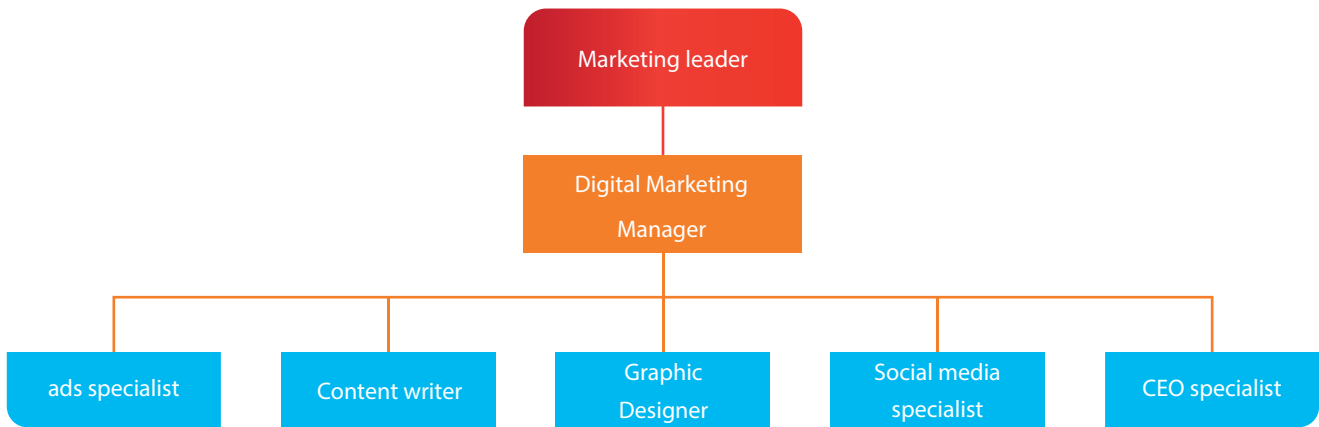 Marketing leader
Digital Marketing
Manager
ads specialist
Content writer
Graphic
Designer
Social media
specialist
CEO specialist